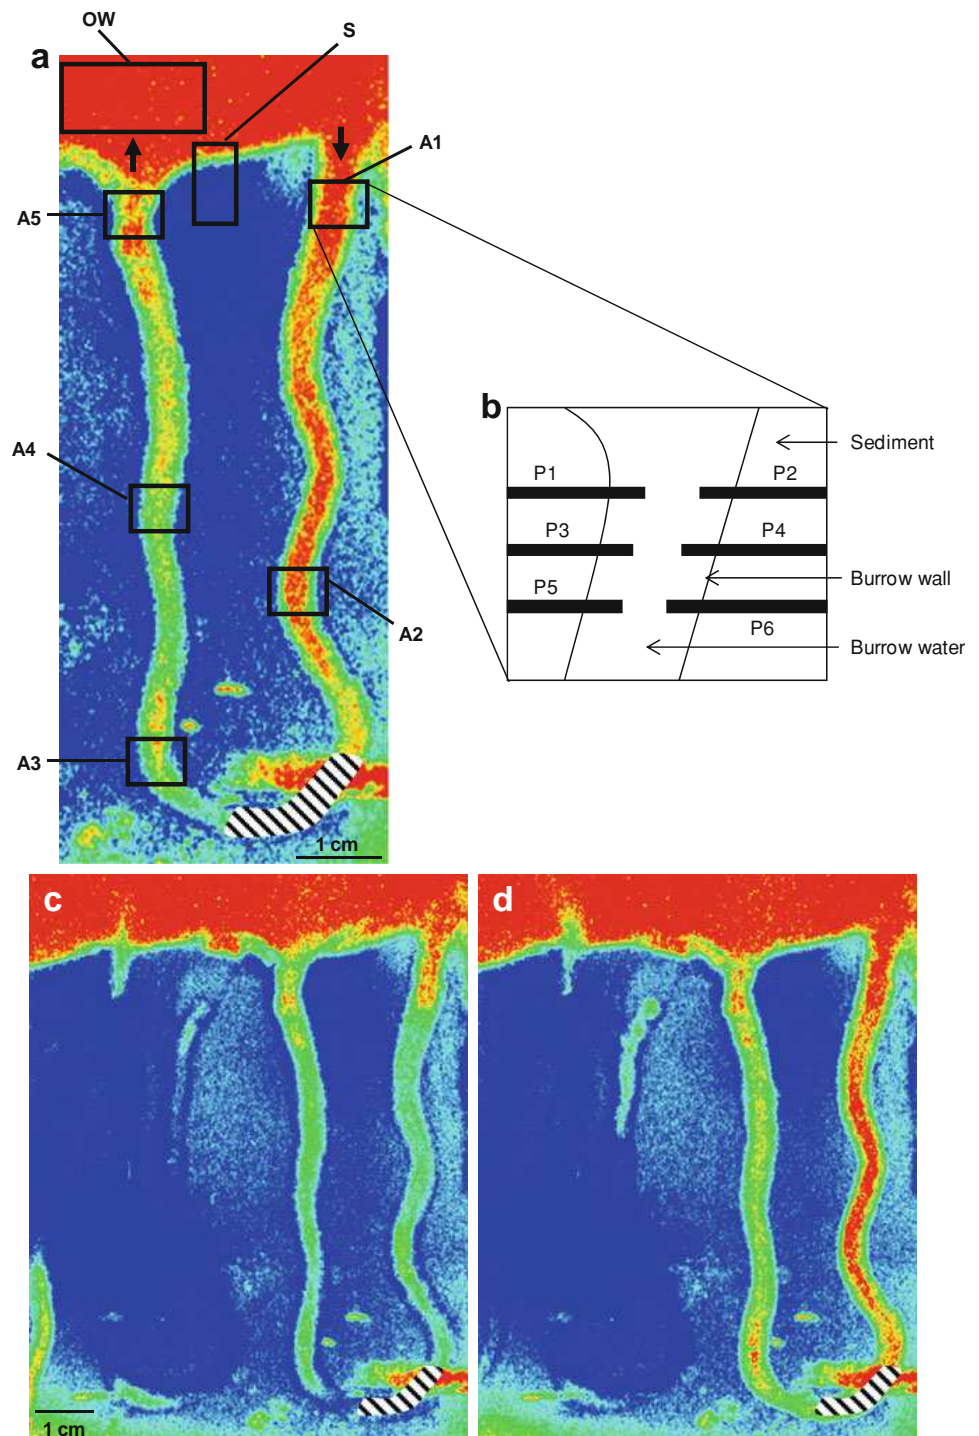 OW
S
a
A1
A5
A4
A2
A3
1 cm
b
Sediment
P1
P2
P3
P4
Burrow wall
P5
P6
Burrow water
c
d
1 cm